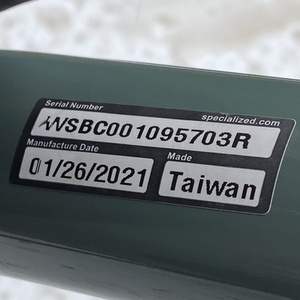 Serial Number
specialized.com
WSBC001095703R
Manufacture Date
Made
01/26/2021
Taiwan